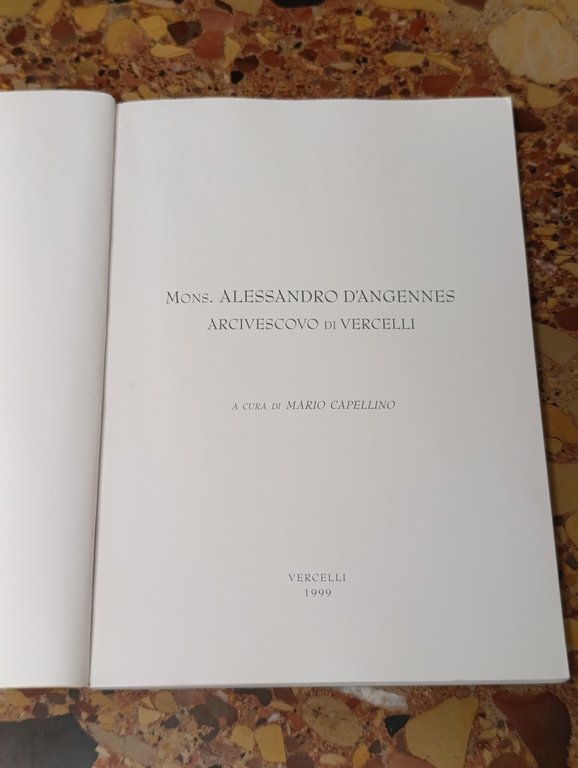 Mons. ALESSANDRO D'ANGENNES
ARCIVESCOVO DI VERCELLI
A CURA DI MARIO CAPELLINO
VERCELLI
1999